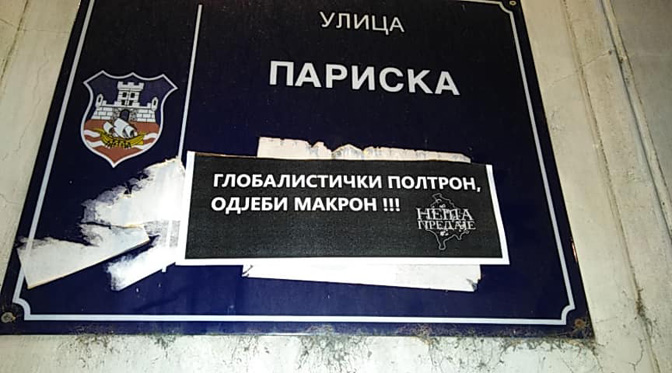 УЛИЦА
ПАРИСКА
ГЛОБАЛИСТИЧКИ ПОЛТРОН,
ОДЈЕБИ МАКРОН !!!
НЕМА
ПРЕДАЈЕ